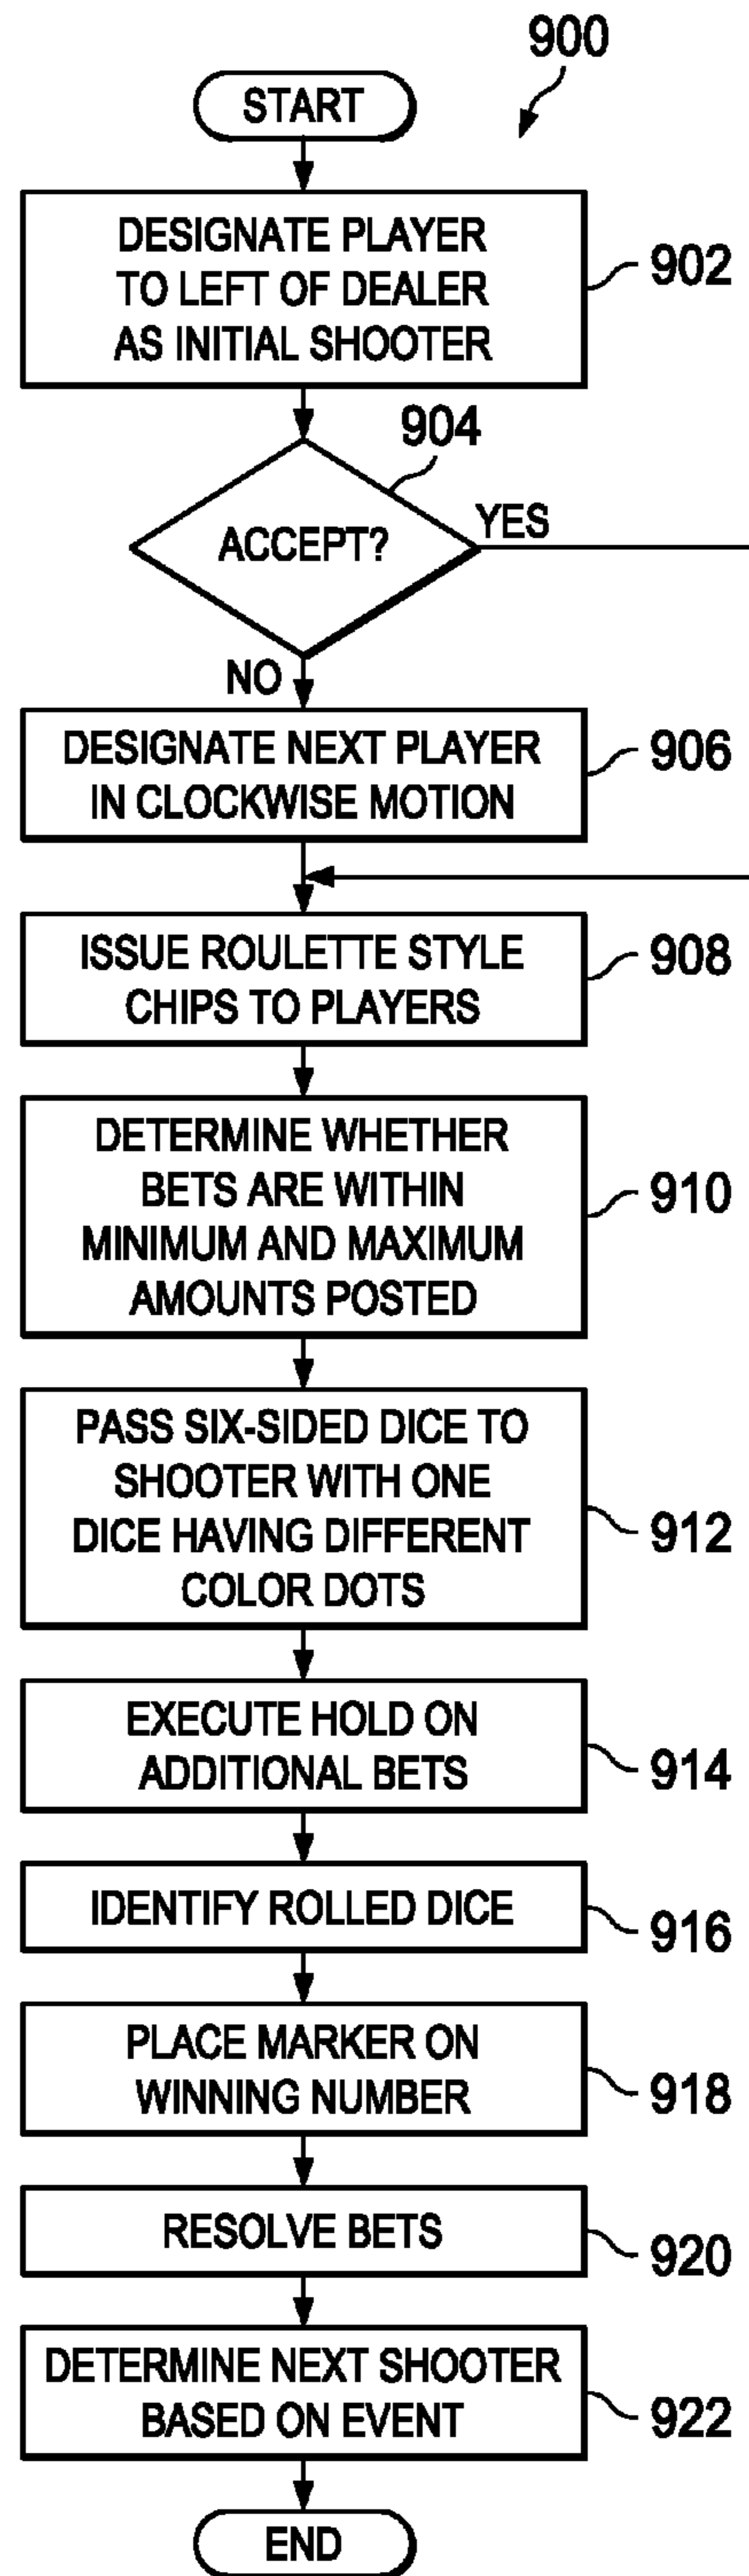 900
START
DESIGNATE PLAYER
TO LEFT OF DEALER
AS INITIAL SHOOTER
902
904
ACCEPT?
YES
NO
DESIGNATE NEXT PLAYER
IN CLOCKWISE MOTION
906
ISSUE ROULETTE STYLE
CHIPS TO PLAYERS
908
DETERMINE WHETHER
BETS ARE WITHIN
MINIMUM AND MAXIMUM
AMOUNTS POSTED
910
PASS SIX-SIDED DICE TO
SHOOTER WITH ONE
DICE HAVING DIFFERENT
COLOR DOTS
912
EXECUTE HOLD ON
ADDITIONAL BETS
914
IDENTIFY ROLLED DICE
916
PLACE MARKER ON
WINNING NUMBER
918
RESOLVE BETS
920
DETERMINE NEXT SHOOTER
BASED ON EVENT
922
END